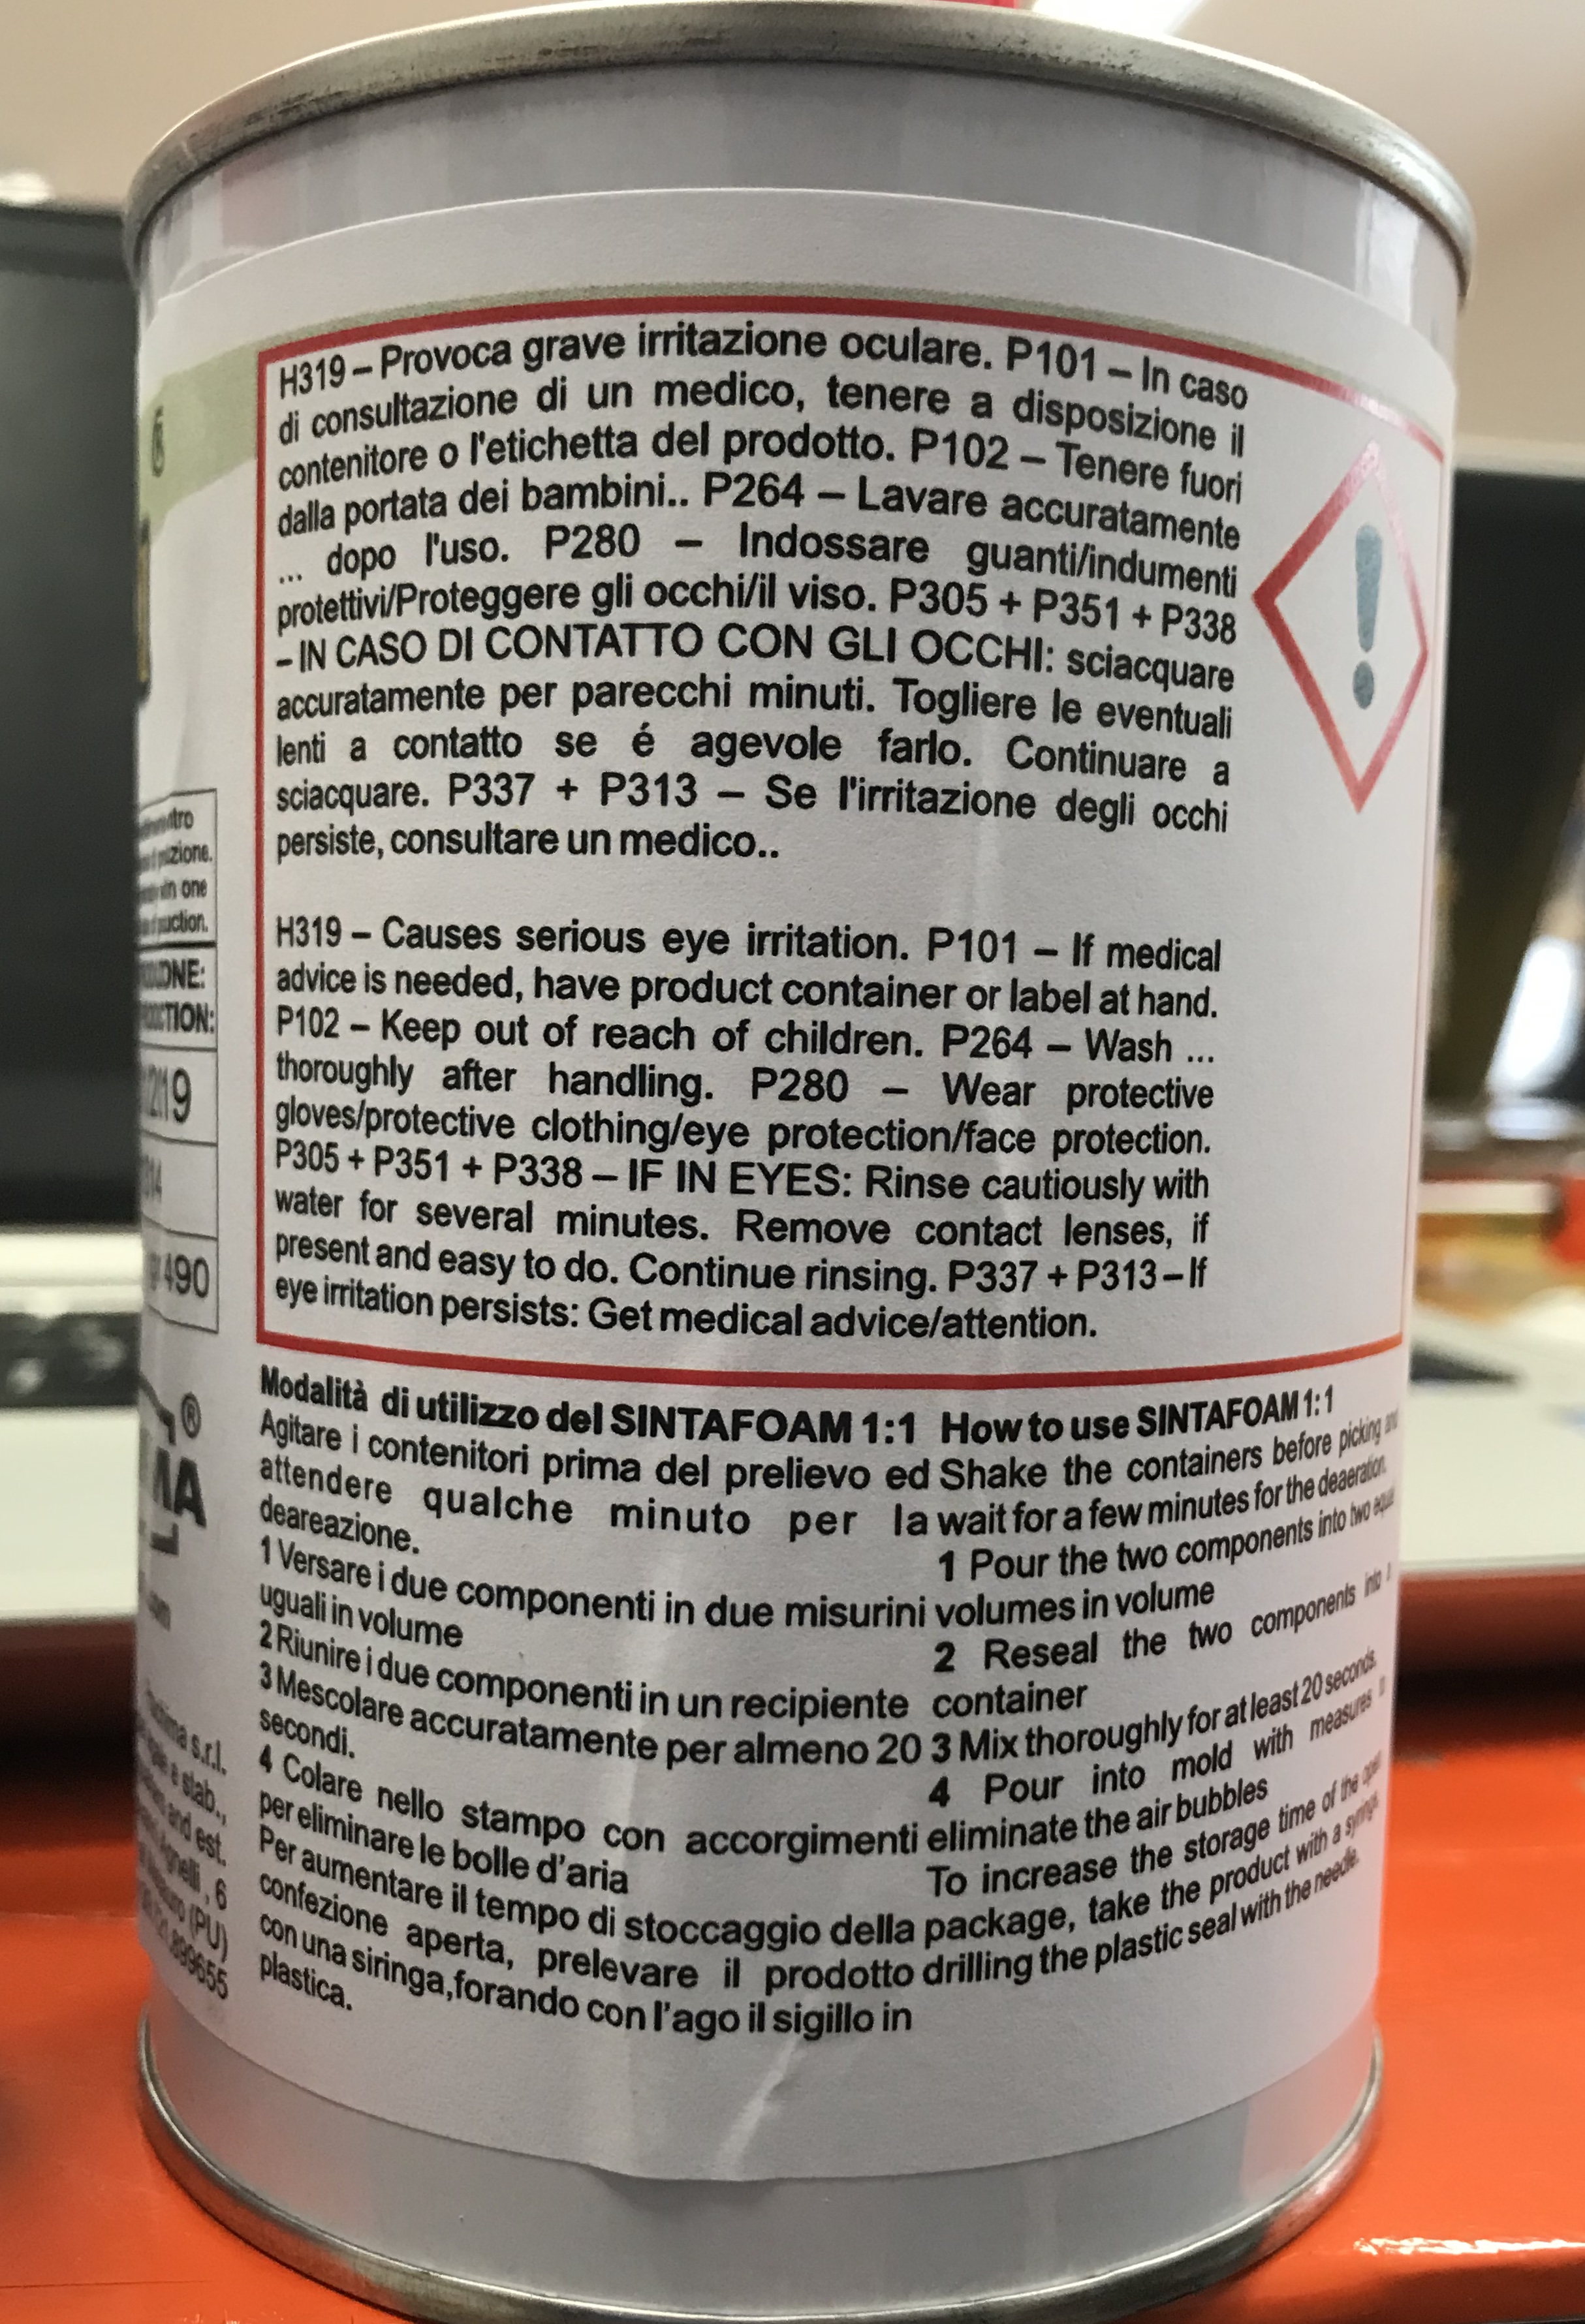 H319 – Provoca grave irritazione oculare. P101 – In caso
di consultazione di un medico, tenere a disposizione il
contenitore o l'etichetta del prodotto. P102 – Tenere fuori
dalla portata dei bambini.. P264 – Lavare accuratamente
... dopo l'uso. P280 – Indossare guanti/indumenti
protettivi/Proteggere gli occhi/il viso. P305 + P351 + P338
– IN CASO DI CONTATTO CON GLI OCCHI: sciacquare
accuratamente per parecchi minuti. Togliere le eventuali
lenti a contatto se é agevole farlo. Continuare a
sciacquare. P337 + P313 – Se l'irritazione degli occhi
persiste, consultare un medico..
H319 – Causes serious eye irritation. P101 – If medical
advice is needed, have product container or label at hand.
P102 – Keep out of reach of children. P264 – Wash ...
thoroughly after handling. P280 – Wear protective
gloves/protective clothing/eye protection/face protection.
P305 + P351 + P338 – IF IN EYES: Rinse cautiously with
water for several minutes. Remove contact lenses, if
present and easy to do. Continue rinsing. P337 + P313 – If
eye irritation persists: Get medical advice/attention.
Modalità di utilizzo del SINTAFOAM 1:1
Agitare i contenitori prima del prelievo ed
attendere qualche minuto per la
deareazione.
1 Versare i due componenti in due misurini
uguali in volume
2 Riunire i due componenti in un recipiente
3 Mescolare accuratamente per almeno 20
secondi.
4 Colare nello stampo con accorgimenti
per eliminare le bolle d'aria
Per aumentare il tempo di stoccaggio della
confezione aperta, prelevare il prodotto
con una siringa,forando con l'ago il sigillo in
plastica.
How to use SINTAFOAM 1:1
Shake the containers before picking and
wait for a few minutes for the deaeration.
1 Pour the two components into two equal
volumes in volume
2 Reseal the two components into a
container
3 Mix thoroughly for at least 20 seconds.
4 Pour into mold with measures
eliminate the air bubbles
To increase the storage time of the open
package, take the product with a syringe
drilling the plastic seal with the needle.
in one
19
490
®
s.r.l.
e stab.,
and est.
, 6
(PU)
899655